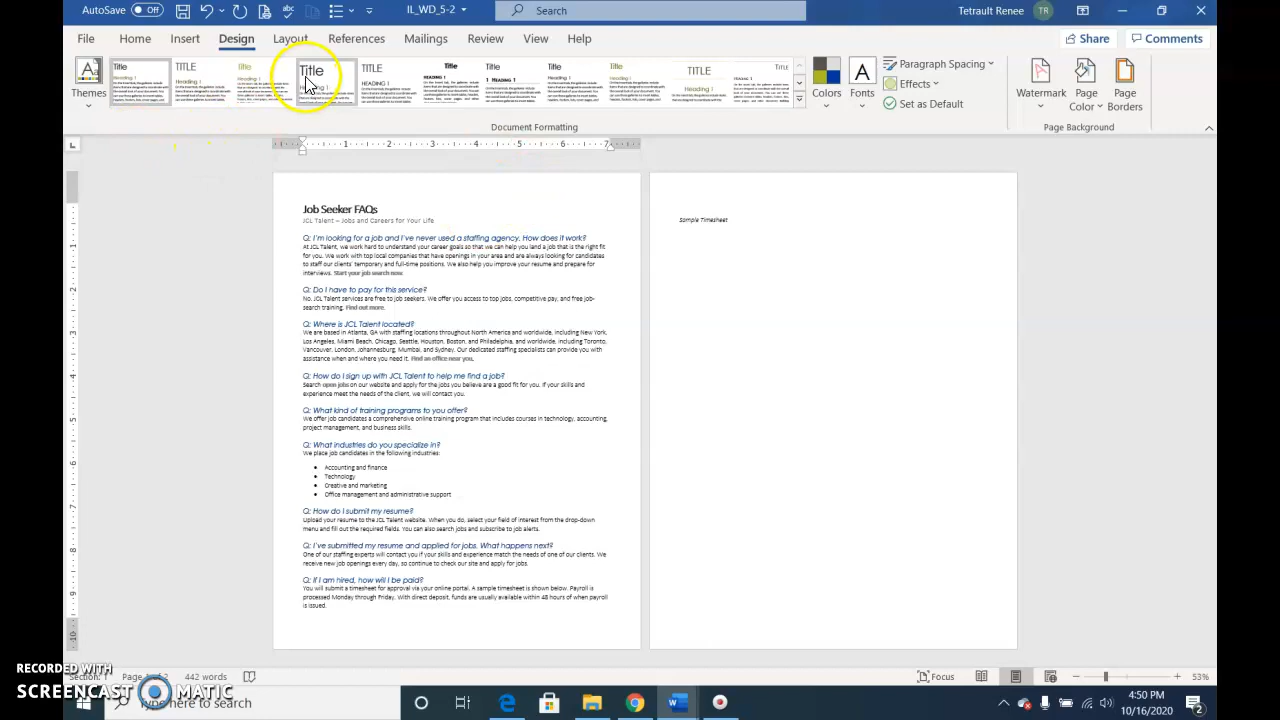 AutoSave Off
IL_WD_5-2
Search
Tetrault Renee TR
File Home Insert Design Layout References Mailings Review View Help
Share Comments
Themes
Title
Heading 1
TITLE
Heading 1
Title
Heading 1
Title
TITLE
HEADING 1
Title
HEADING 1
Title
1 Heading 1
Title
Title
TITLE
TITLE
Colors
Fonts
Paragraph Spacing
Effects
Set as Default
Watermark
Page Color
Page Borders
Document Formatting
Page Background
1 2 3 4 5 6 7
Job Seeker FAQs
JCL Talent – Jobs and Careers for Your Life
Q: I'm looking for a job and I've never used a staffing agency. How does it work?
At JCL Talent, we work hard to understand your career goals so that we can help you land a job that is the right fit
for you. We work with top local companies that have openings in your area and are always looking for candidates
to staff our clients' temporary and full-time positions. We also help you improve your resume and prepare for
interviews. Start your job search now.
Q: Do I have to pay for this service?
No. JCL Talent services are free to job seekers. We offer you access to top jobs, competitive pay, and free job-
search training. Find out more.
Q: Where is JCL Talent located?
We are based in Atlanta, GA with staffing locations throughout North America and worldwide, including New York,
Los Angeles, Miami Beach, Chicago, Seattle, Houston, Boston, and Philadelphia, and worldwide, including Toronto,
Vancouver, London, Johannesburg, Mumbai, and Sydney. Our dedicated staffing specialists can provide you with
assistance when and where you need it. Find an office near you.
Q: How do I sign up with JCL Talent to help me find a job?
Search open jobs on our website and apply for the jobs you believe are a good fit for you. If your skills and
experience meet the needs of the client, we will contact you.
Q: What kind of training programs to you offer?
We offer job candidates a comprehensive online training program that includes courses in technology, accounting,
project management, and business skills.
Q: What industries do you specialize in?
We place job candidates in the following industries:
• Accounting and finance
• Technology
• Creative and marketing
• Office management and administrative support
Q: How do I submit my resume?
Upload your resume to the JCL Talent website. When you do, select your field of interest from the drop-down
menu and fill out the required fields. You can also search jobs and subscribe to job alerts.
Q: I've submitted my resume and applied for jobs. What happens next?
One of our staffing experts will contact you if your skills and experience match the needs of one of our clients. We
receive new job openings every day, so continue to check our site and apply for jobs.
Q: If I am hired, how will I be paid?
You will submit a timesheet for approval via your online portal. A sample timesheet is shown below. Payroll is
processed Monday through Friday. With direct deposit, funds are usually available within 48 hours of when payroll
is issued.
Sample Timesheet
442 words
Focus
53%
RECORDED WITH
SCREENCAST MATIC
Type here to search
4:50 PM
10/16/2020
2